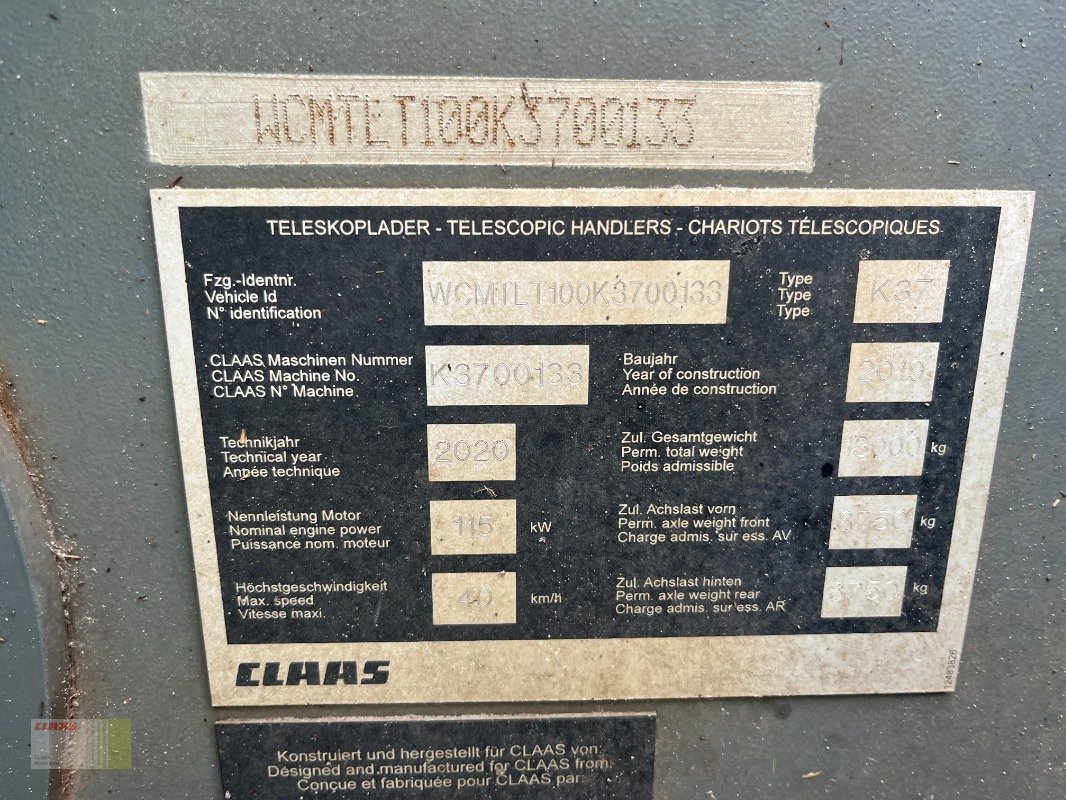 WCMTLT100K3700133
TELESKOPLADER - TELESCOPIC HANDLERS - CHARIOTS TÉLESCOPIQUES
Fzg.-Identnr.
Vehicle Id
N° identification
WCMTLT100K3700133
Type
Type
Type
K37
CLAAS Maschinen Nummer
CLAAS Machine No.
CLAAS N° Machine
K3700133
Baujahr
Year of construction
Année de construction
2019
Technikjahr
Technical year
Année technique
2020
Zul. Gesamtgewicht
Perm. total weight
Poids admissible
13000 kg
Nennleistung Motor
Nominal engine power
Puissance nom. moteur
115 kW
Zul. Achslast vorn
Perm. axle weight front
Charge admis. sur ess. AV
8750 kg
Höchstgeschwindigkeit
Max. speed
Vitesse maxi.
40 km/h
Zul. Achslast hinten
Perm. axle weight rear
Charge admis. sur ess. AR
8750 kg
CLAAS
Konstruiert und hergestellt für CLAAS von:
Designed and manufactured for CLAAS from:
Conçue et fabriquée pour CLAAS par:
CLAAS